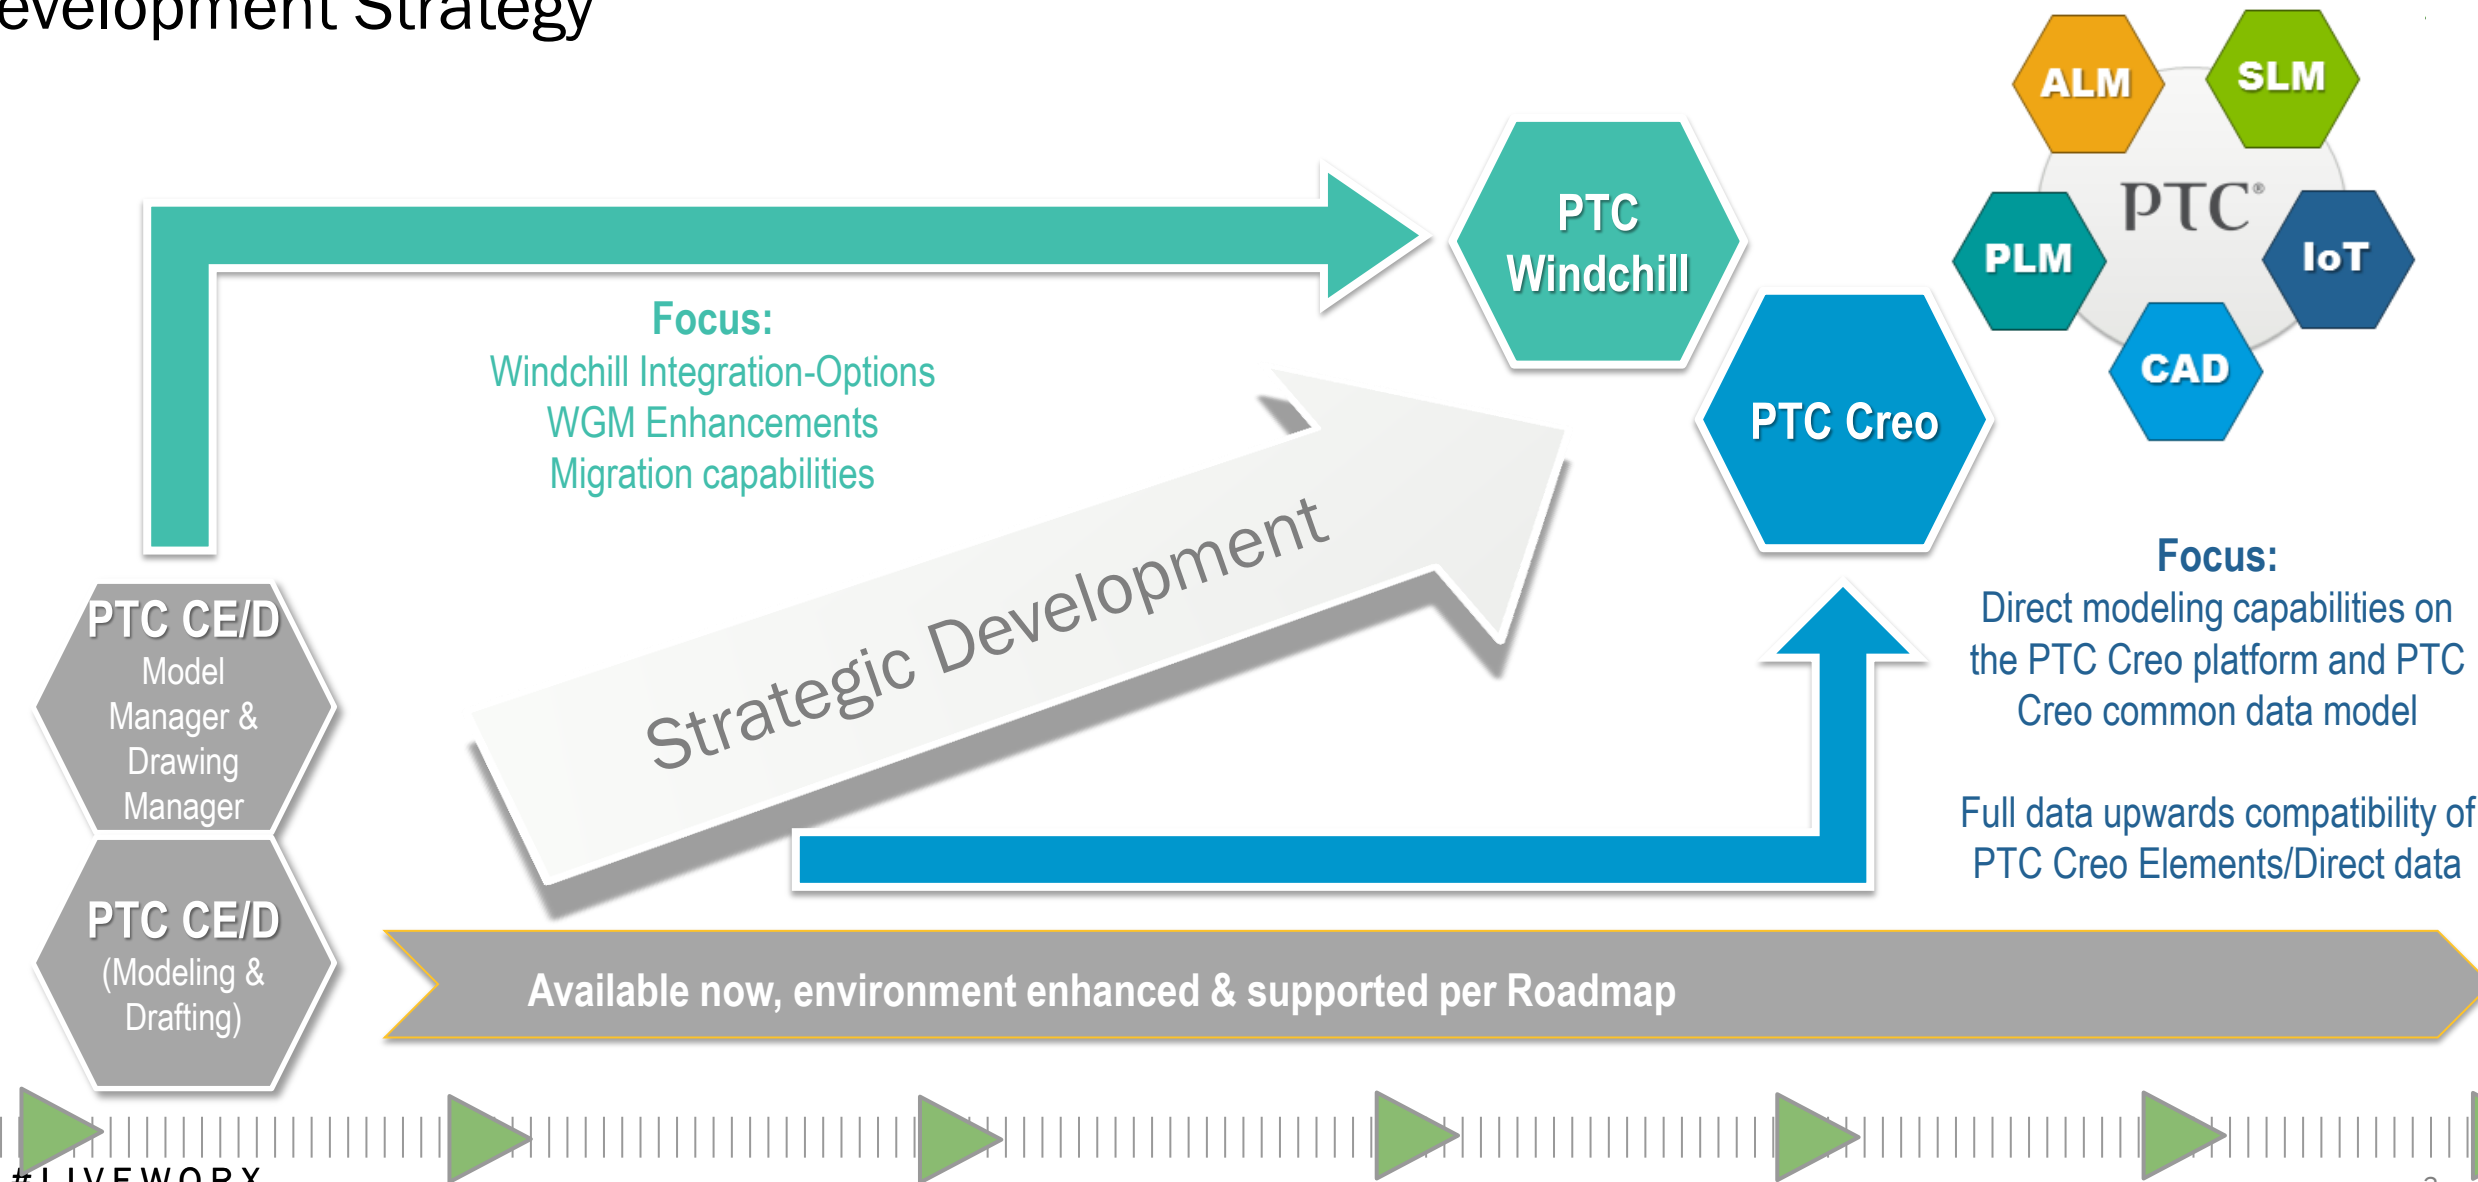 evelopment Strategy
ALM
SLM
PTC®
PLM
IoT
CAD
PTC
Windchill
PTC Creo
Focus:
Windchill Integration-Options
WGM Enhancements
Migration capabilities
Strategic Development
Focus:
Direct modeling capabilities on
the PTC Creo platform and PTC
Creo common data model
Full data upwards compatibility of
PTC Creo Elements/Direct data
PTC CE/D
Model
Manager &
Drawing
Manager
PTC CE/D
(Modeling &
Drafting)
Available now, environment enhanced & supported per Roadmap
#LIVEWORX